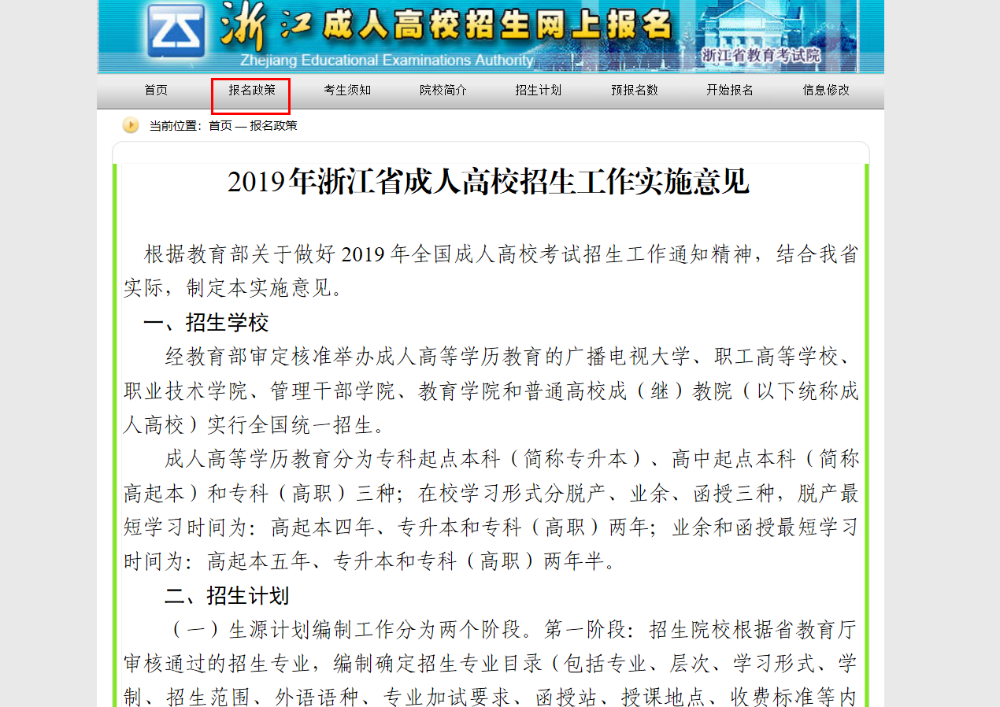 浙江成人高校招生网上报名
Zhejiang Educational Examinations Authority
浙江省教育考试院
首页 报名政策 考生须知 院校简介 招生计划 预报名数 开始报名 信息修改
当前位置：首页 — 报名政策
2019年浙江省成人高校招生工作实施意见
根据教育部关于做好 2019 年全国成人高校考试招生工作通知精神，结合我省
实际，制定本实施意见。
一、招生学校
经教育部审定核准举办成人高等学历教育的广播电视大学、职工高等学校、
职业技术学院、管理干部学院、教育学院和普通高校成（继）教院（以下统称成
人高校）实行全国统一招生。
成人高等学历教育分为专科起点本科（简称专升本）、高中起点本科（简称
高起本）和专科（高职）三种；在校学习形式分脱产、业余、函授三种，脱产最
短学习时间为：高起本四年、专升本和专科（高职）两年；业余和函授最短学习
时间为：高起本五年、专升本和专科（高职）两年半。
二、招生计划
（一）生源计划编制工作分为两个阶段。第一阶段：招生院校根据省教育厅
审核通过的招生专业，编制确定招生专业目录（包括专业、层次、学习形式、学
制、招生范围、外语语种、专业加试要求、函授站、授课地点、收费标准等内